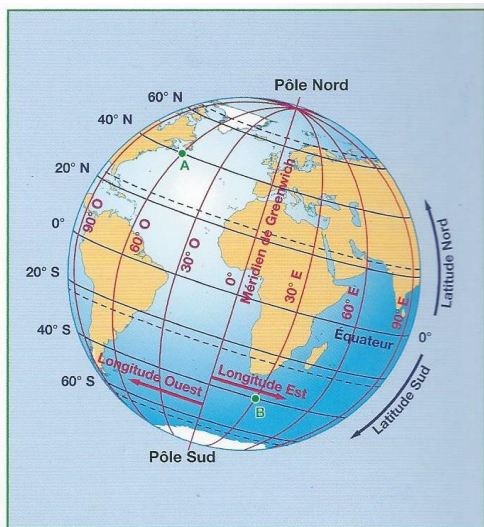 Pôle Nord
60° N
40° N
A
20° N
90° O
60° O
30° O
0°
Méridien de Greenwich
30° E
60° E
90° E
Latitude Nord
0°
20° S
Équateur
0°
40° S
Longitude Ouest
Longitude Est
Latitude Sud
60° S
B
Pôle Sud